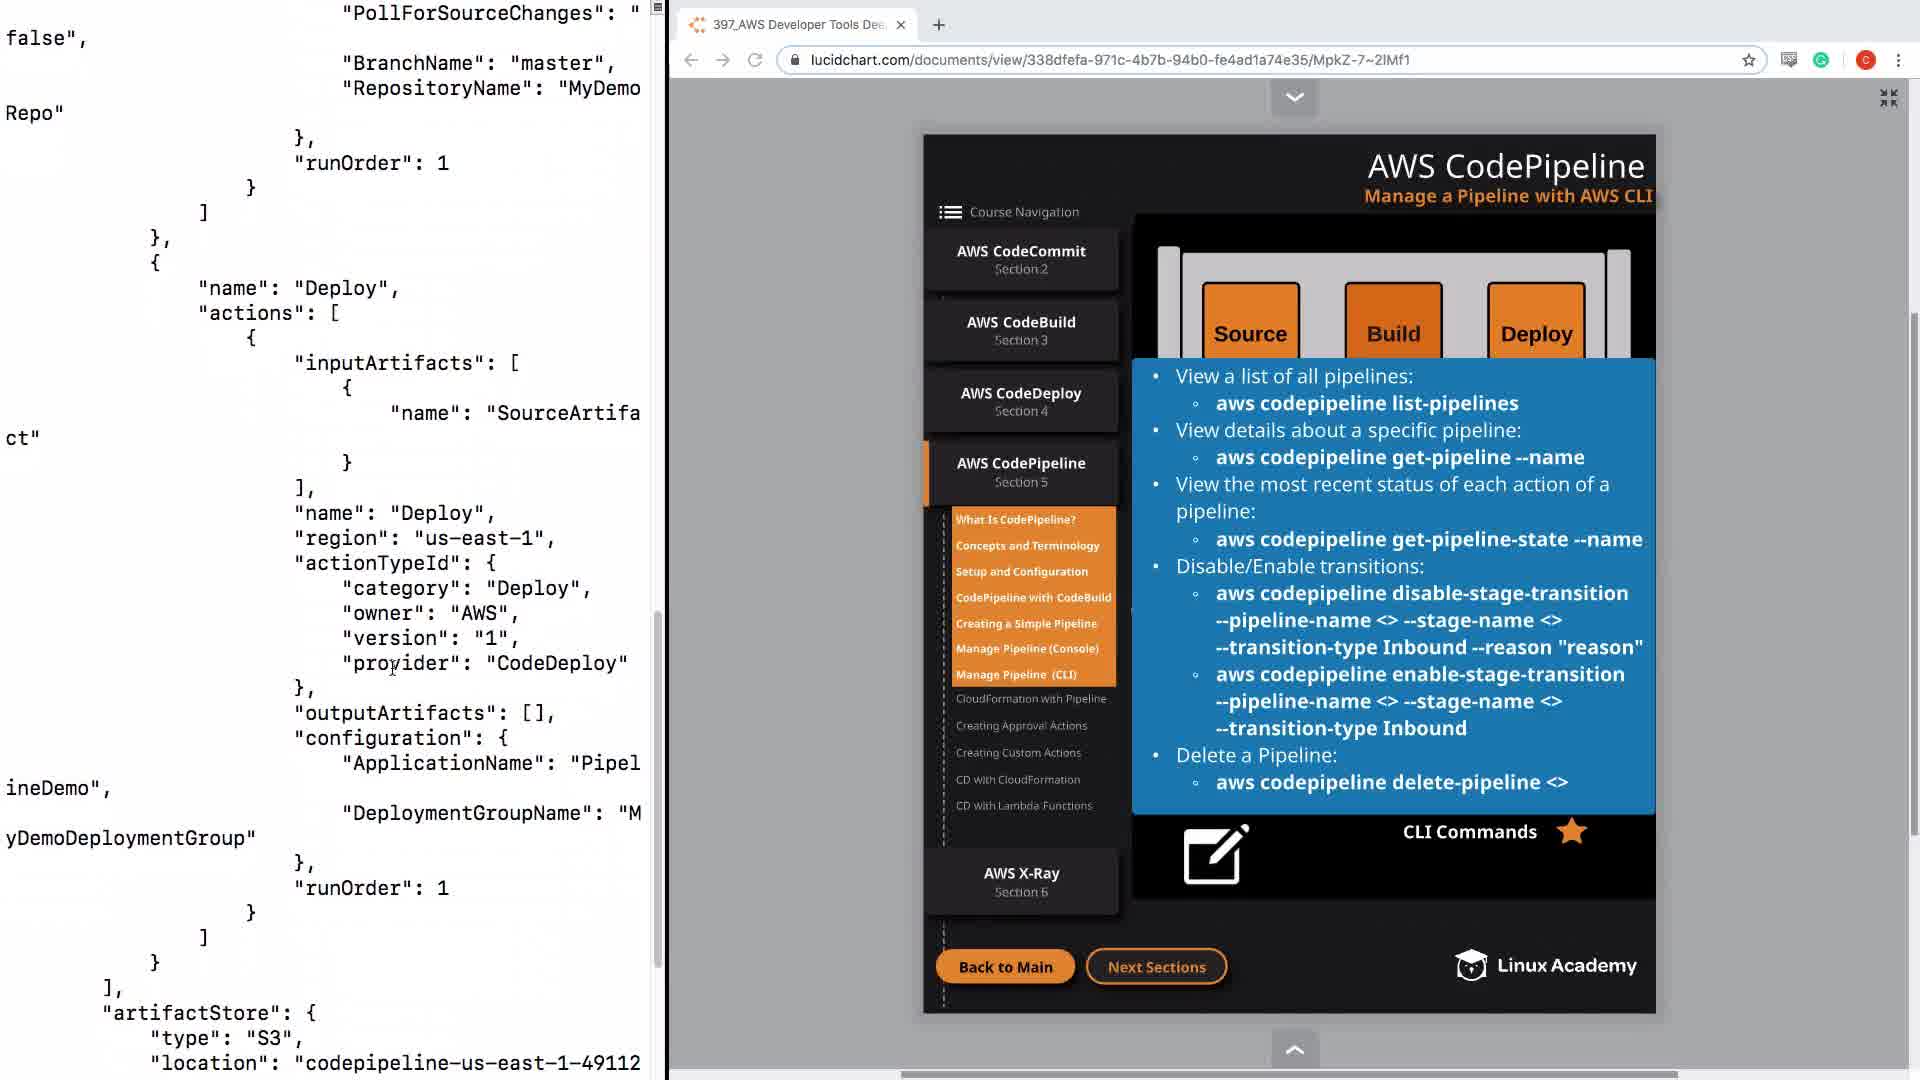 "PollForSourceChanges": "
false",
"BranchName": "master",
"RepositoryName": "MyDemo
Repo"
},
"runOrder": 1
}
]
},
{
"name": "Deploy",
"actions": [
{
"inputArtifacts": [
{
"name": "SourceArtifa
ct"
}
],
"name": "Deploy",
"region": "us-east-1",
"actionTypeId": {
"category": "Deploy",
"owner": "AWS",
"version": "1",
"provider": "CodeDeploy"
},
"outputArtifacts": [],
"configuration": {
"ApplicationName": "Pipel
ineDemo",
"DeploymentGroupName": "M
yDemoDeploymentGroup"
},
"runOrder": 1
}
]
}
],
"artifactStore": {
"type": "S3",
"location": "codepipeline-us-east-1-49112
397_AWS Developer Tools Dee
lucidchart.com/documents/view/338dfefa-971c-4b7b-94b0-fe4ad1a74e35/MpkZ-7~2IMf1
C
AWS CodePipeline
Manage a Pipeline with AWS CLI
Course Navigation
AWS CodeCommit
Section 2
AWS CodeBuild
Section 3
AWS CodeDeploy
Section 4
AWS CodePipeline
Section 5
What Is CodePipeline?
Concepts and Terminology
Setup and Configuration
CodePipeline with CodeBuild
Creating a Simple Pipeline
Manage Pipeline (Console)
Manage Pipeline (CLI)
CloudFormation with Pipeline
Creating Approval Actions
Creating Custom Actions
CD with CloudFormation
CD with Lambda Functions
AWS X-Ray
Section 6
Back to Main
Next Sections
Source
Build
Deploy
• View a list of all pipelines:
◦ aws codepipeline list-pipelines
• View details about a specific pipeline:
◦ aws codepipeline get-pipeline --name
• View the most recent status of each action of a
pipeline:
◦ aws codepipeline get-pipeline-state --name
• Disable/Enable transitions:
◦ aws codepipeline disable-stage-transition
--pipeline-name <> --stage-name <>
--transition-type Inbound --reason "reason"
◦ aws codepipeline enable-stage-transition
--pipeline-name <> --stage-name <>
--transition-type Inbound
• Delete a Pipeline:
◦ aws codepipeline delete-pipeline <>
CLI Commands
Linux Academy